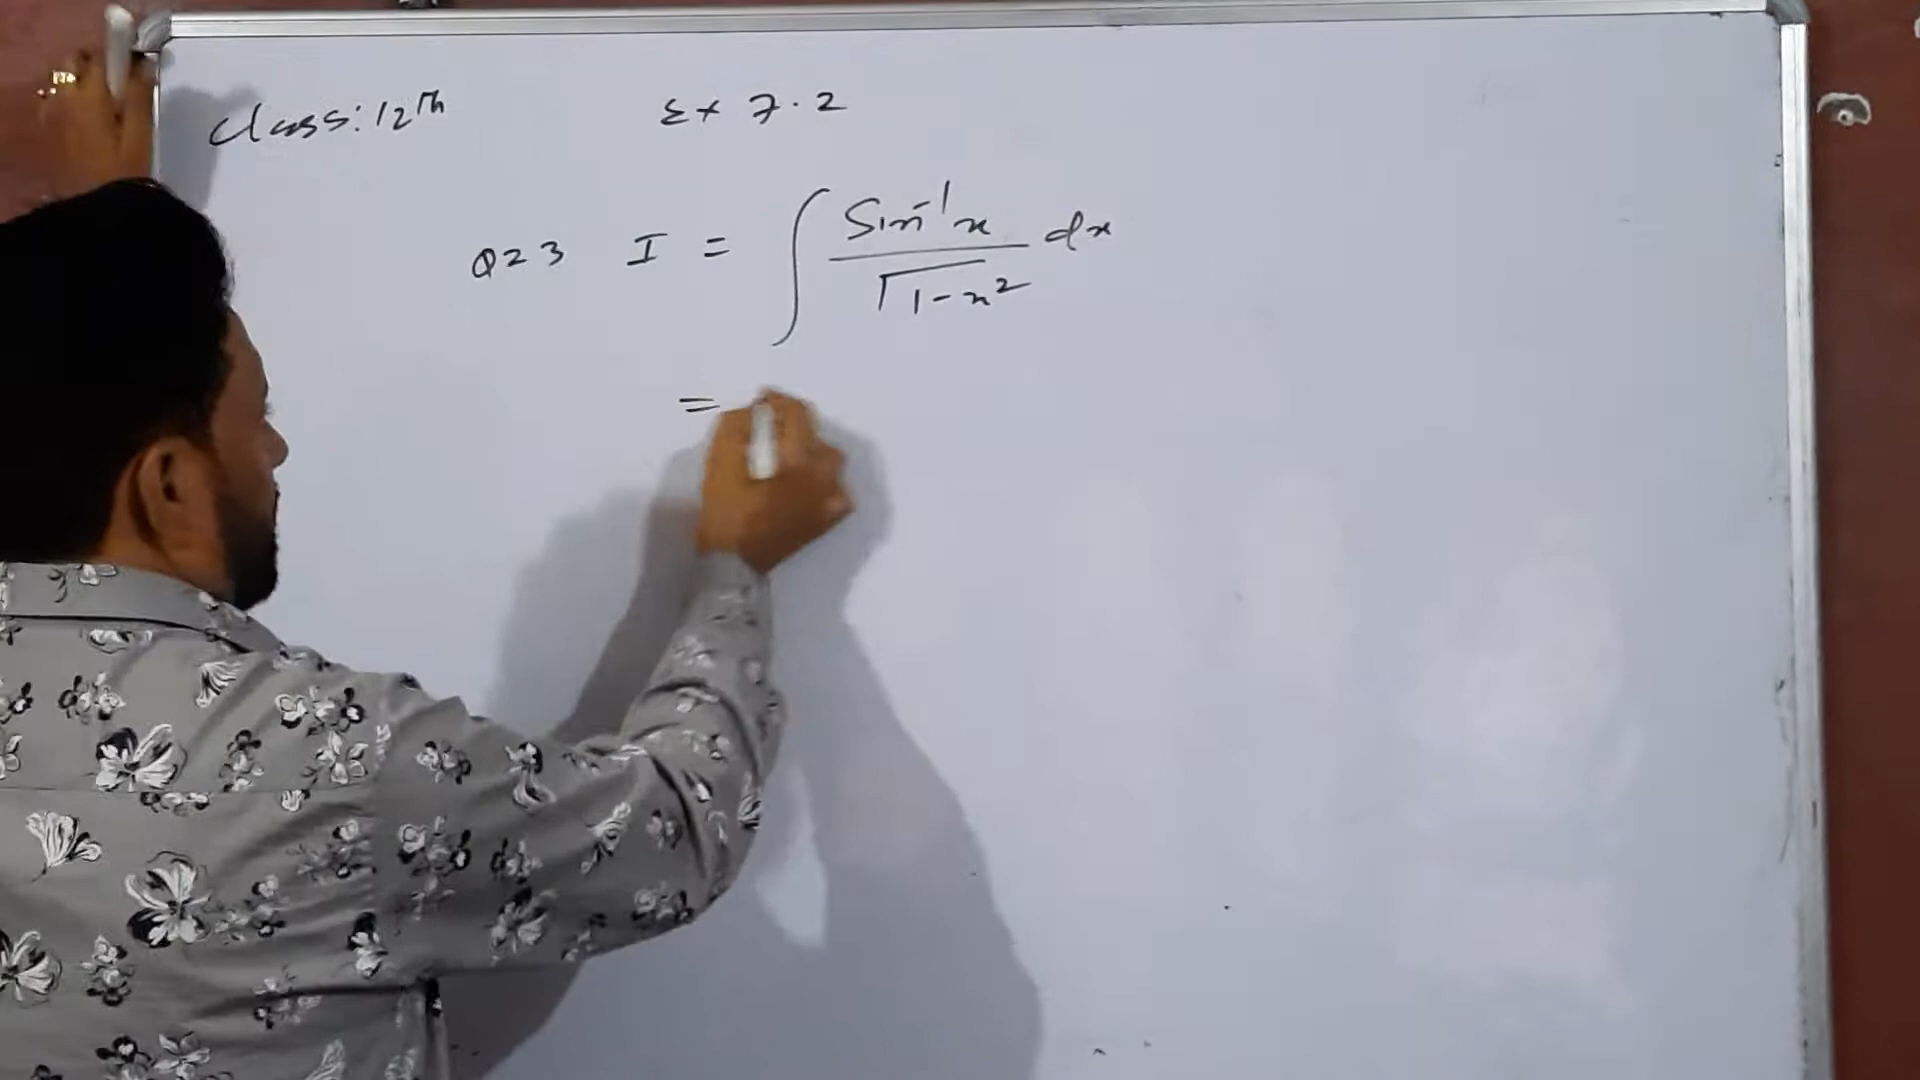 Class: 12th
Ex 7.2
Q23 I = ∫ Sin⁻¹x / √1-x² dx
=